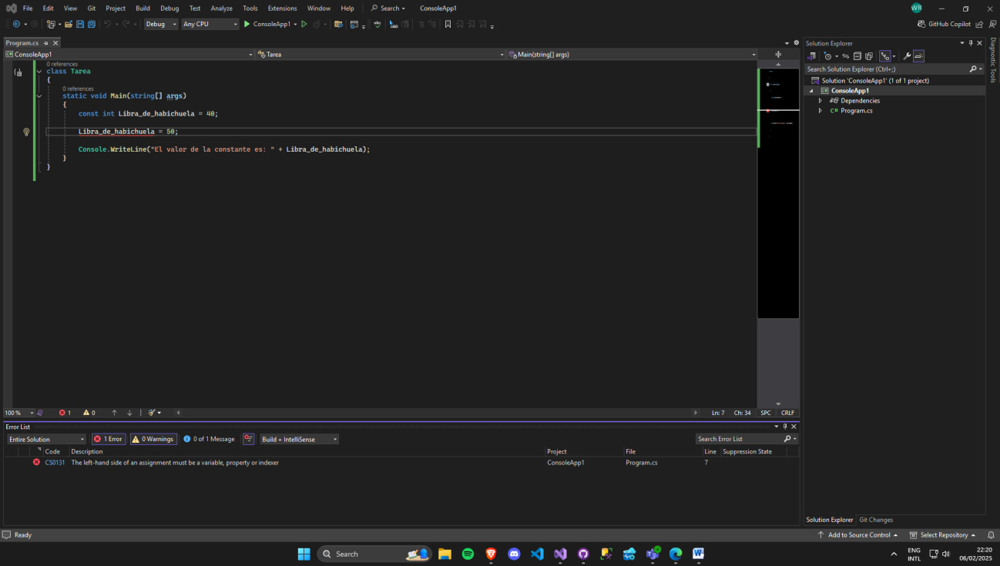 File Edit View Git Project Build Debug Test Analyze Tools Extensions Window Help Search ConsoleApp1 WR
Debug Any CPU ConsoleApp1 GitHub Copilot
Program.cs
ConsoleApp1 Tarea Main(string[] args)
0 references
class Tarea
{
0 references
static void Main(string[] args)
{
const int Libra_de_habichuela = 40;
Libra_de_habichuela = 50;
Console.WriteLine("El valor de la constante es: " + Libra_de_habichuela);
}
}
100 % 1 0 Ln: 7 Ch: 34 SPC CRLF
Solution Explorer
Search Solution Explorer (Ctrl+;)
Solution 'ConsoleApp1' (1 of 1 project)
ConsoleApp1
Dependencies
C# Program.cs
Solution Explorer Git Changes
Diagnostic Tools
Error List
Entire Solution 1 Error 0 Warnings 0 of 1 Message Build + IntelliSense Search Error List
Code Description Project File Line Suppression State
CS0131 The left-hand side of an assignment must be a variable, property or indexer ConsoleApp1 Program.cs 7
Ready Add to Source Control Select Repository
Search ENG INTL 22:20 06/02/2025